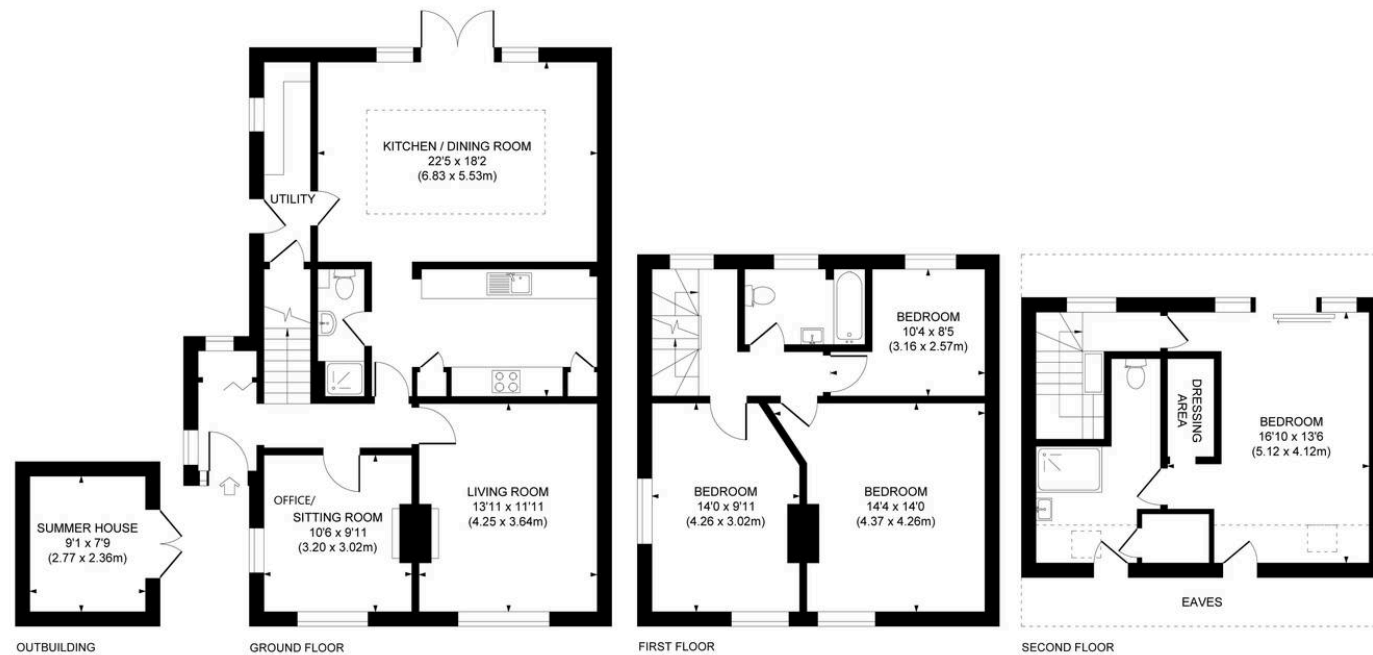 KITCHEN / DINING ROOM
22'5 x 18'2
(6.83 x 5.53m)
UTILITY
OFFICE/
SITTING ROOM
10'6 x 9'11
(3.20 x 3.02m)
LIVING ROOM
13'11 x 11'11
(4.25 x 3.64m)
SUMMER HOUSE
9'1 x 7'9
(2.77 x 2.36m)
BEDROOM
10'4 x 8'5
(3.16 x 2.57m)
BEDROOM
14'0 x 9'11
(4.26 x 3.02m)
BEDROOM
14'4 x 14'0
(4.37 x 4.26m)
DRESSING
AREA
BEDROOM
16'10 x 13'6
(5.12 x 4.12m)
EAVES
OUTBUILDING
GROUND FLOOR
FIRST FLOOR
SECOND FLOOR